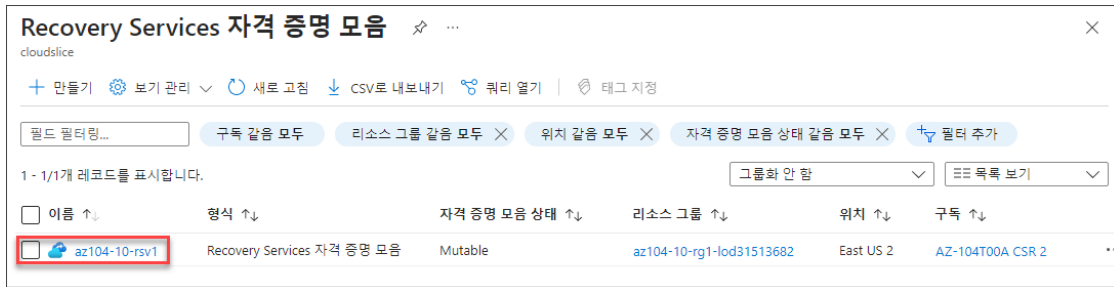 Recovery Services 자격 증명 모음 ...
cloudslice
만들기 보기 관리 새로 고침 CSV로 내보내기 쿼리 열기 태그 지정
필드 필터링... 구독 같음 모두 리소스 그룹 같음 모두 위치 같음 모두 자격 증명 모음 상태 같음 모두 필터 추가
1 - 1/1개 레코드를 표시합니다. 그룹화 안 함 목록 보기
이름 ↑↓ 형식 ↑↓ 자격 증명 모음 상태 ↑↓ 리소스 그룹 ↑↓ 위치 ↑↓ 구독 ↑↓
az104-10-rsv1 Recovery Services 자격 증명 모음 Mutable az104-10-rg1-lod31513682 East US 2 AZ-104T00A CSR 2